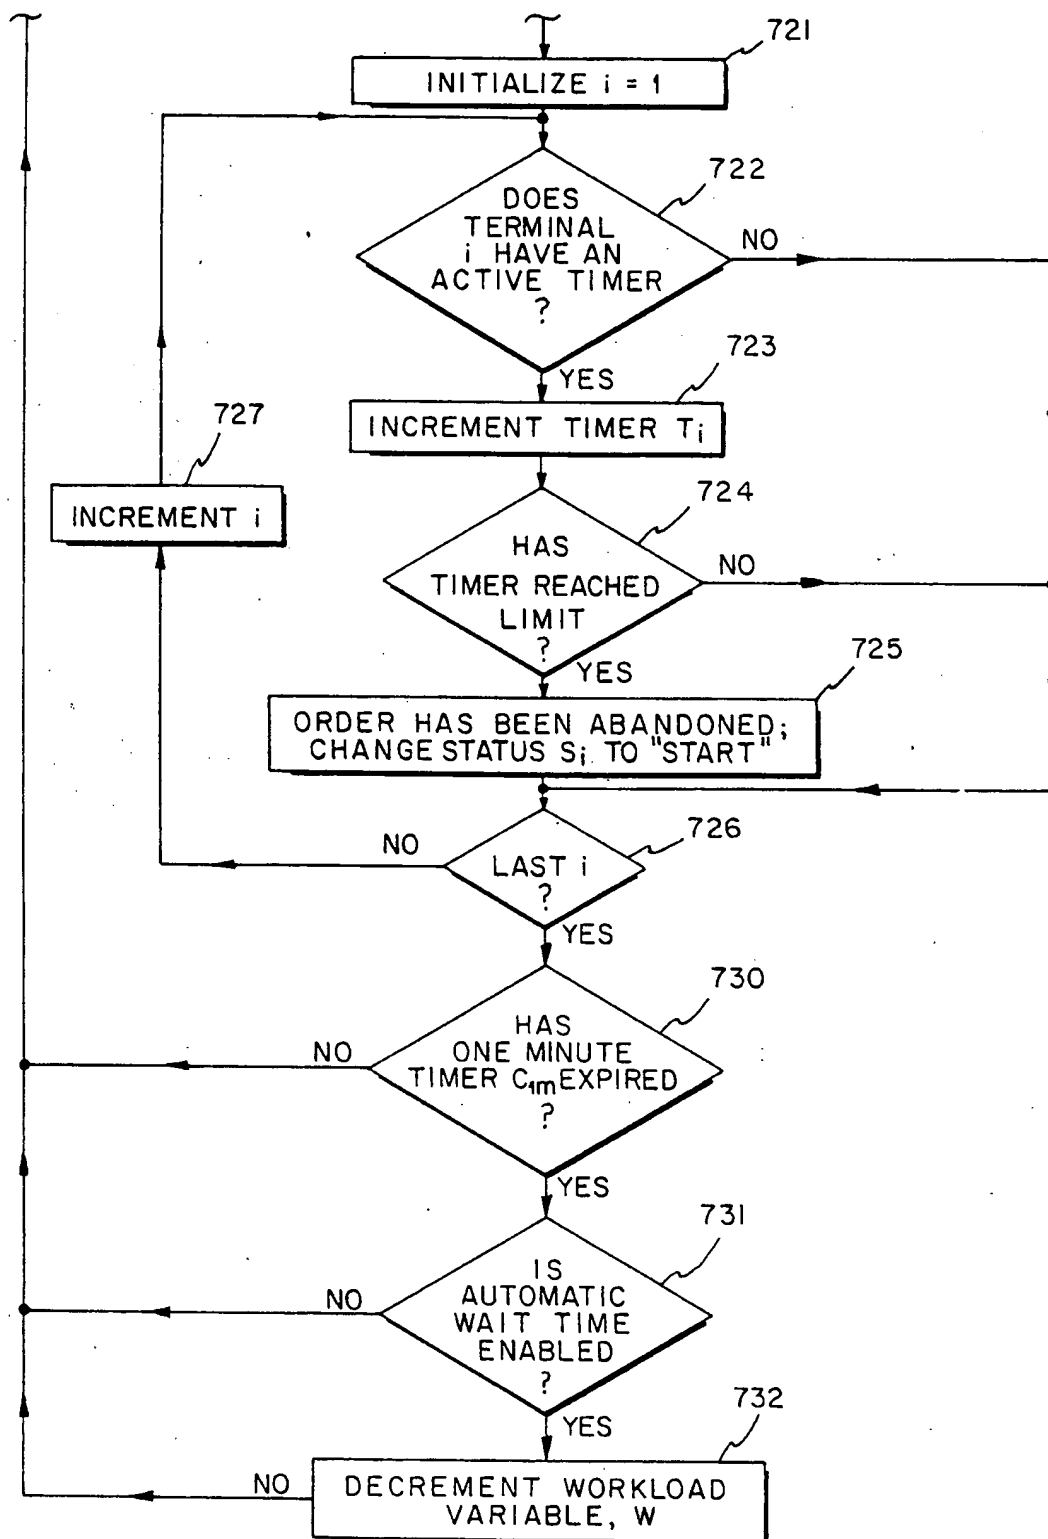 721
INITIALIZE i = 1
722
DOES
TERMINAL
i HAVE AN
ACTIVE TIMER
?
NO
YES
723
INCREMENT TIMER Ti
727
INCREMENT i
724
HAS
TIMER REACHED
LIMIT
?
NO
YES
725
ORDER HAS BEEN ABANDONED;
CHANGE STATUS Si TO "START"
726
NO
LAST i
?
YES
730
HAS
ONE MINUTE
TIMER C1m EXPIRED
?
NO
YES
731
IS
AUTOMATIC
WAIT TIME
ENABLED
?
NO
YES
732
NO
DECREMENT WORKLOAD
VARIABLE, W